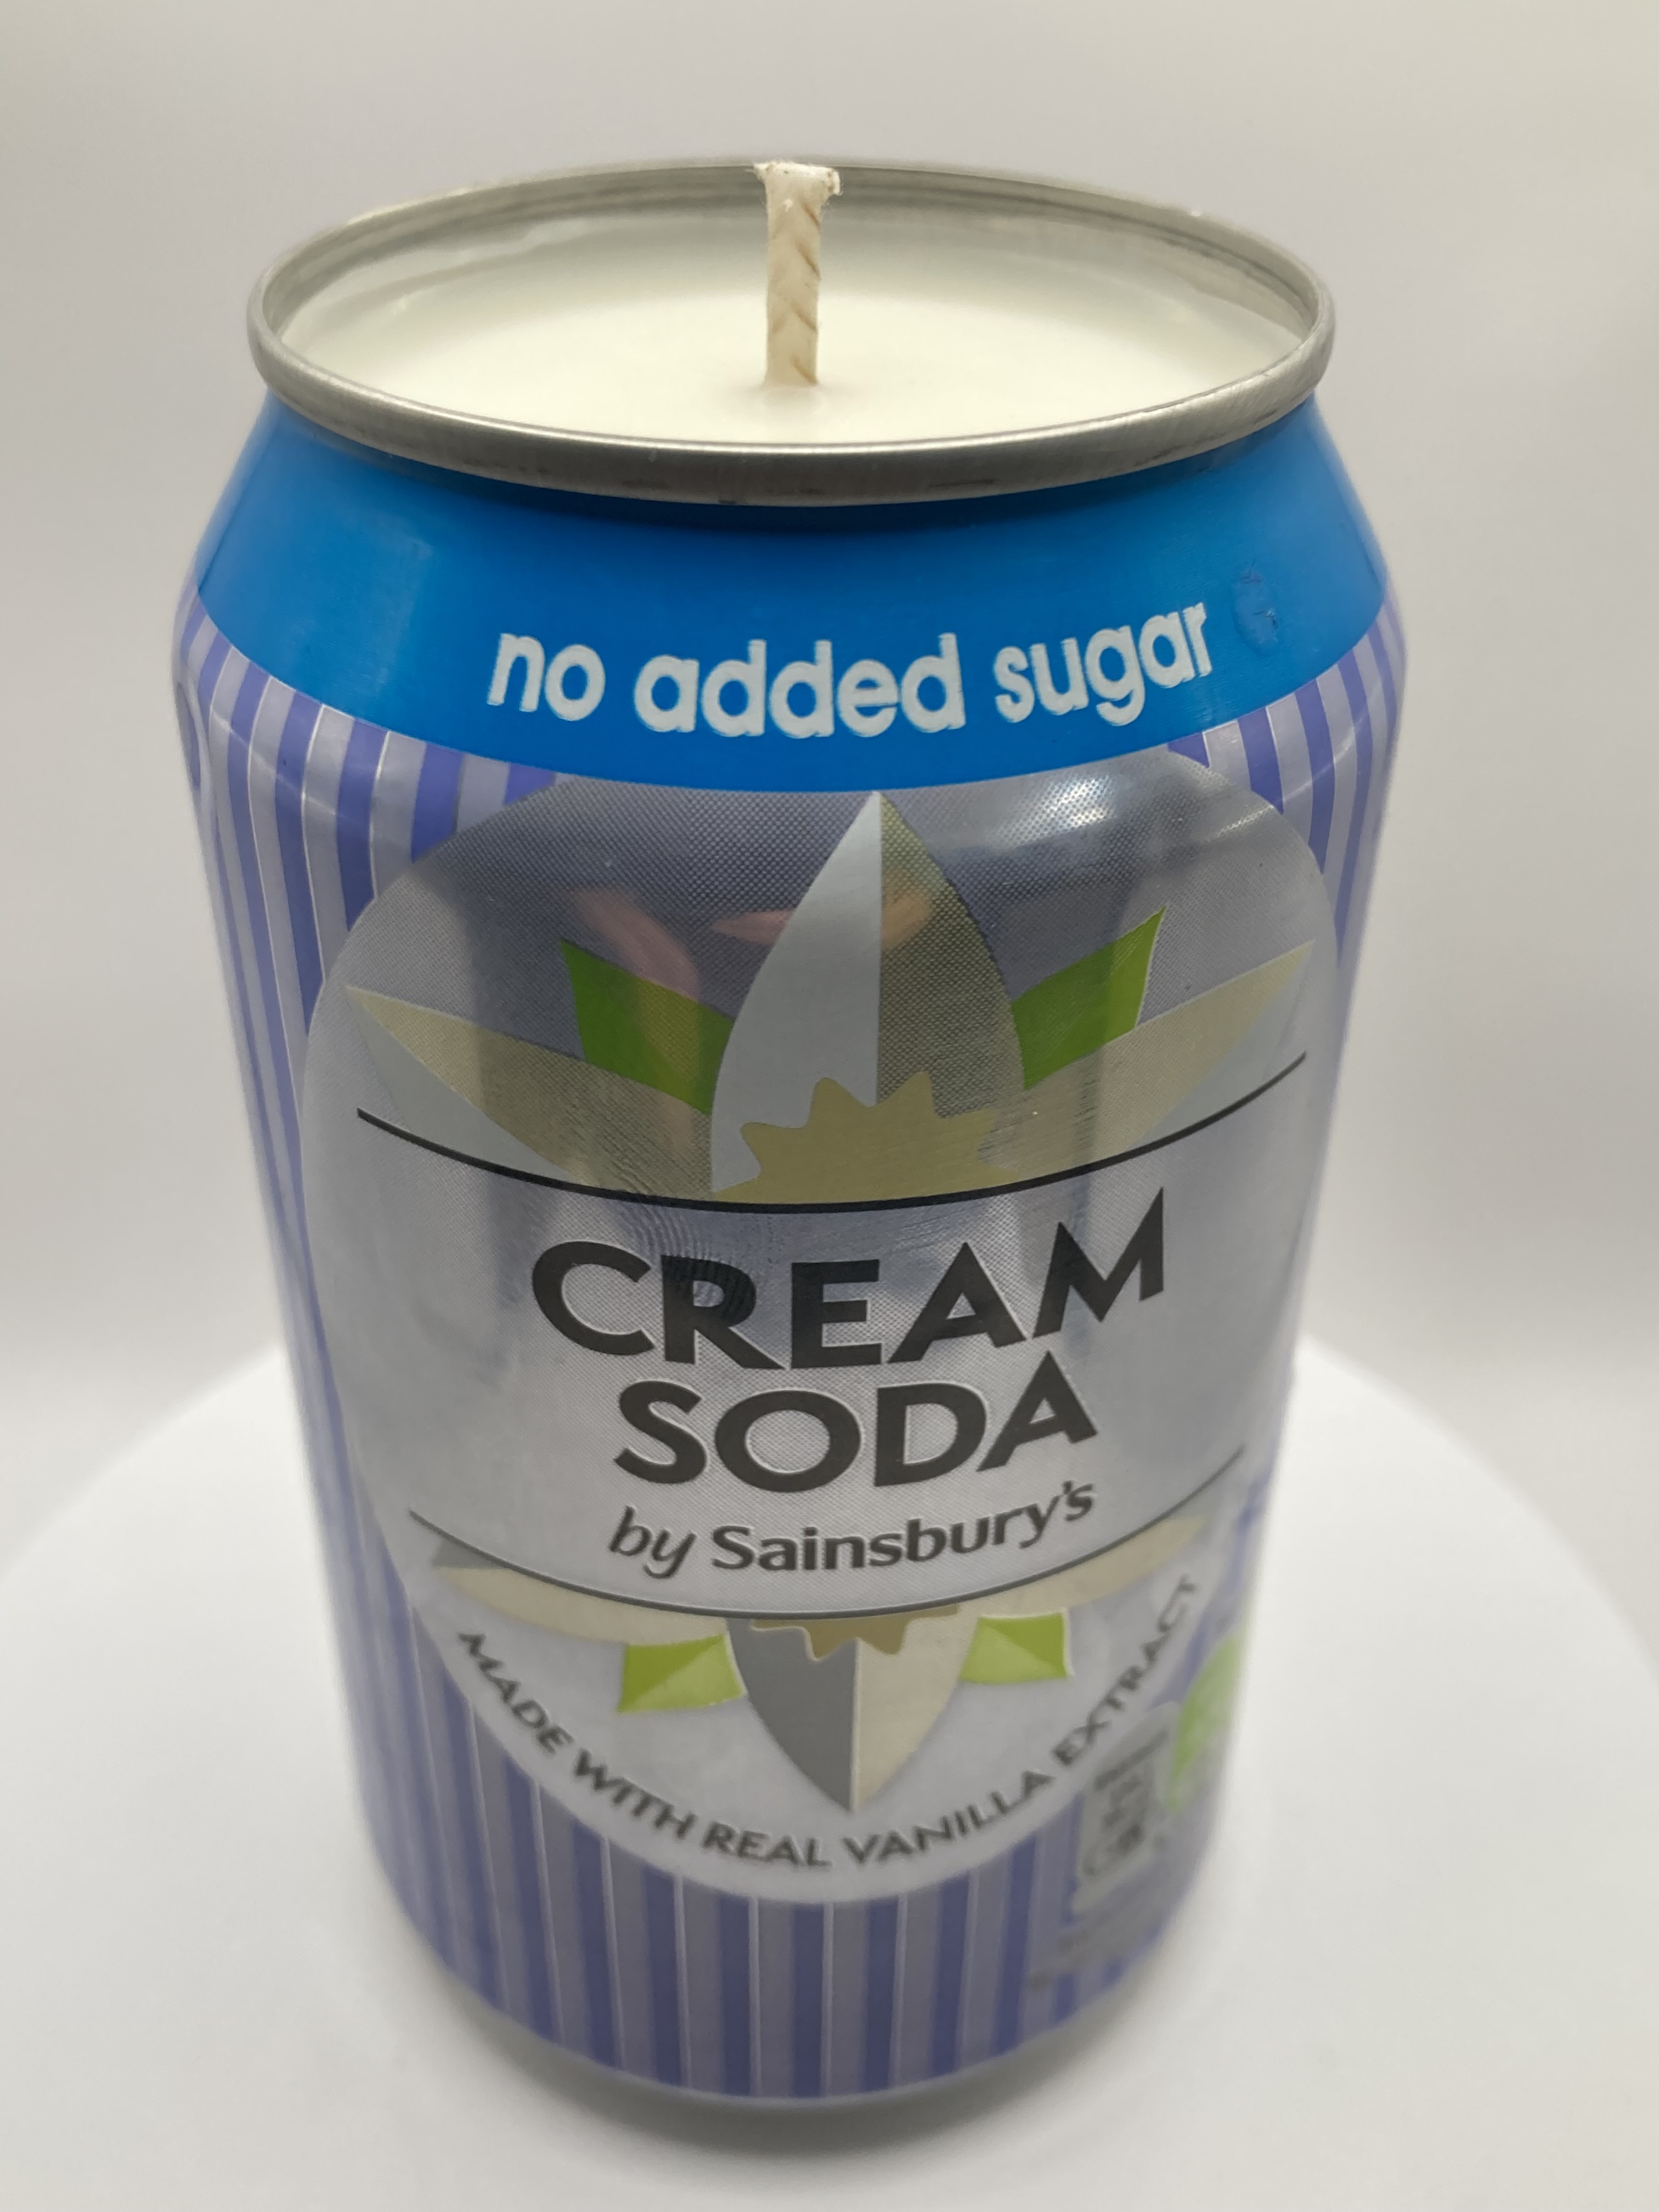 no added sugar
CREAM
SODA
by Sainsbury's
MADE WITH REAL VANILLA EXTRACT